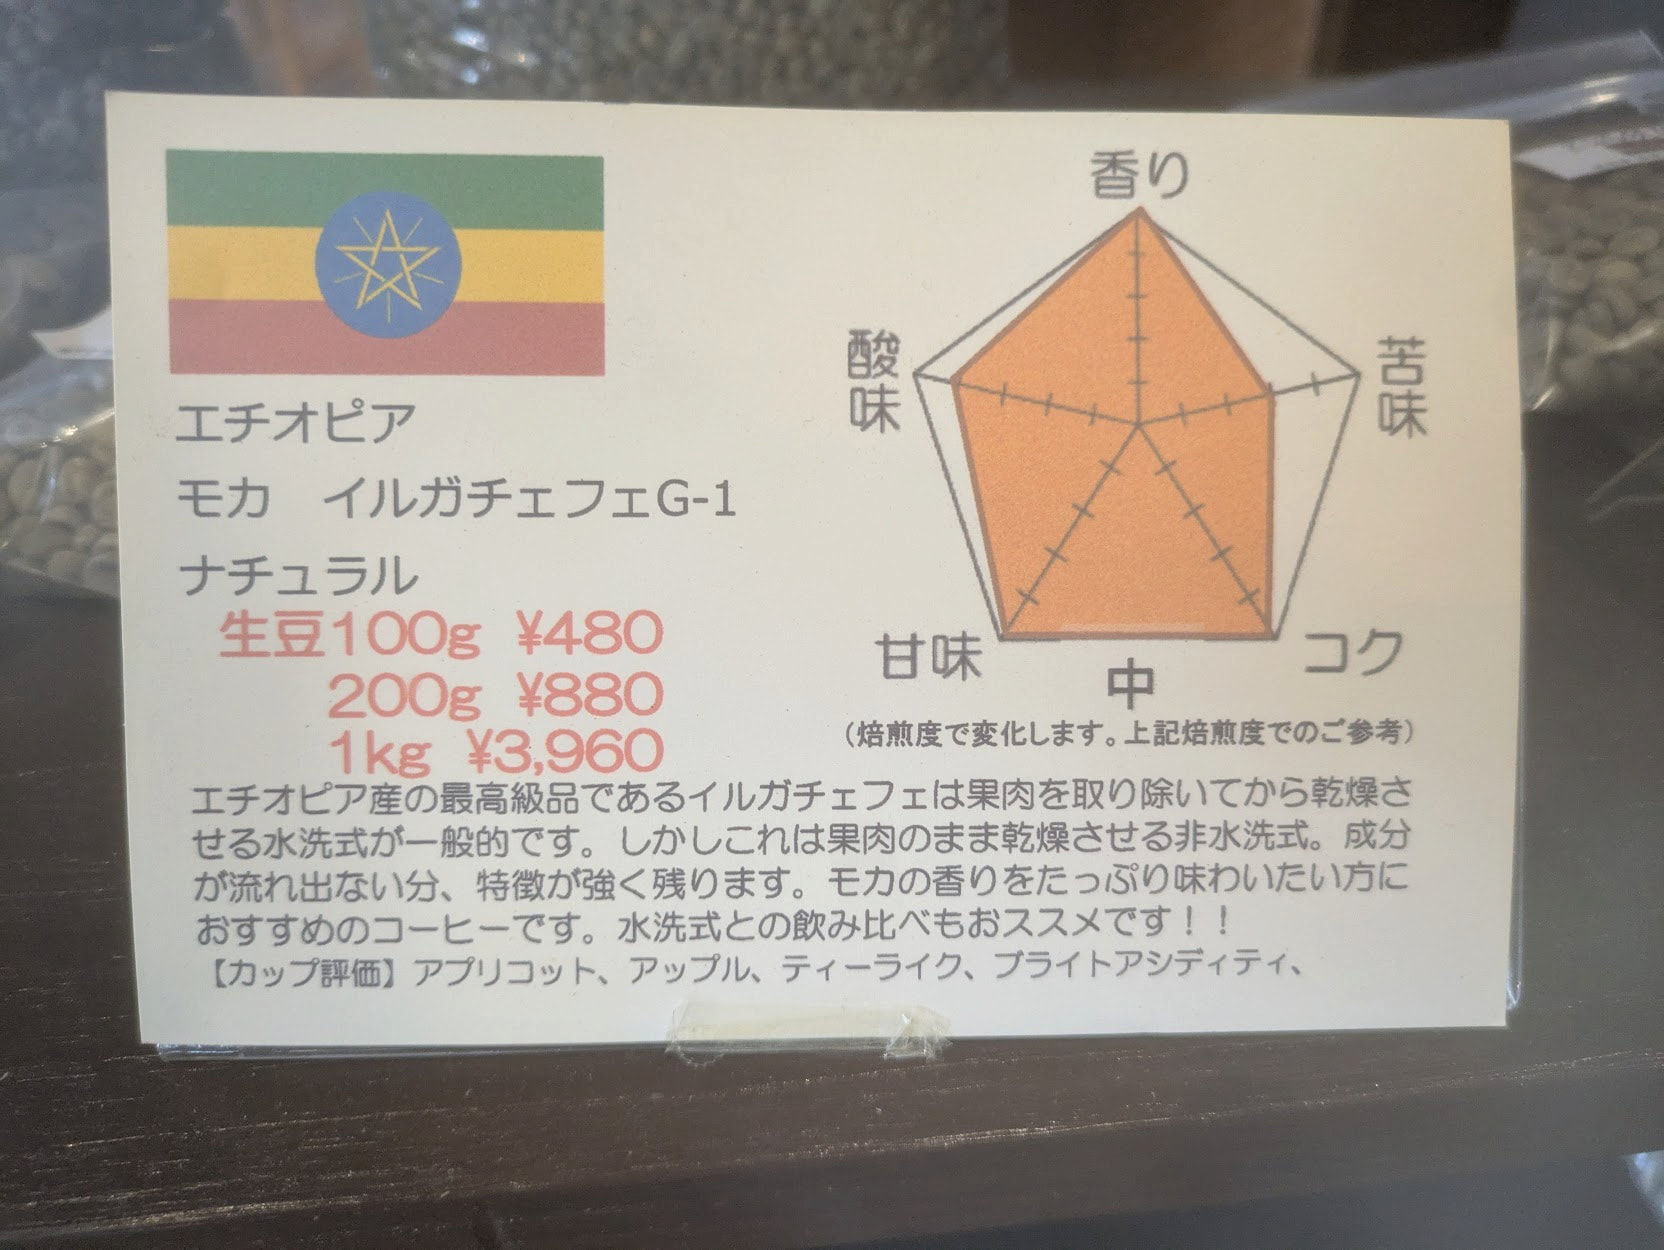 エチオピア
モカ　イルガチェフェG-1
ナチュラル
生豆100g ¥480
200g ¥880
1kg ¥3,960
香り
酸味
苦味
甘味
コク
中
（焙煎度で変化します。上記焙煎度でのご参考）
エチオピア産の最高級品であるイルガチェフェは果肉を取り除いてから乾燥さ
せる水洗式が一般的です。しかしこれは果肉のまま乾燥させる非水洗式。成分
が流れ出ない分、特徴が強く残ります。モカの香りをたっぷり味わいたい方に
おすすめのコーヒーです。水洗式との飲み比べもおススメです！！
【カップ評価】アプリコット、アップル、ティーライク、ブライトアシディティ、